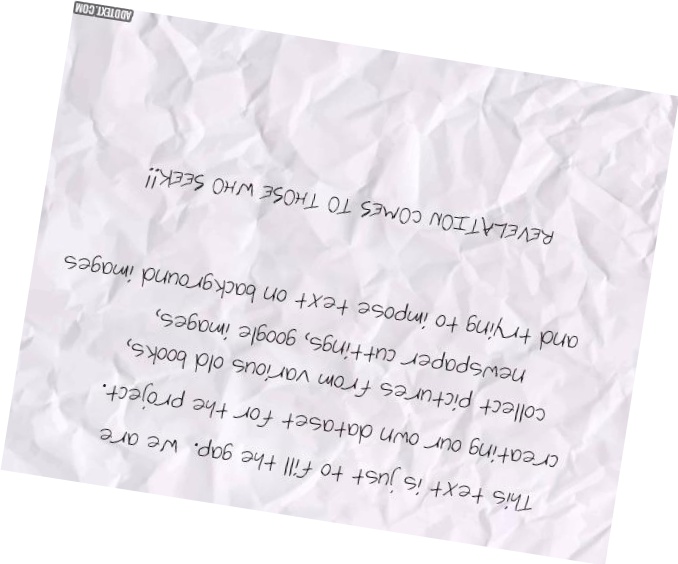 This text is just to fill the gap. We are
creating our own dataset for the project.
collect pictures from various old books,
newspaper cuttings, google images,
and trying to impose text on background images
REVELATION COMES TO THOSE WHO SEEK!!
ADDTEXT.COM